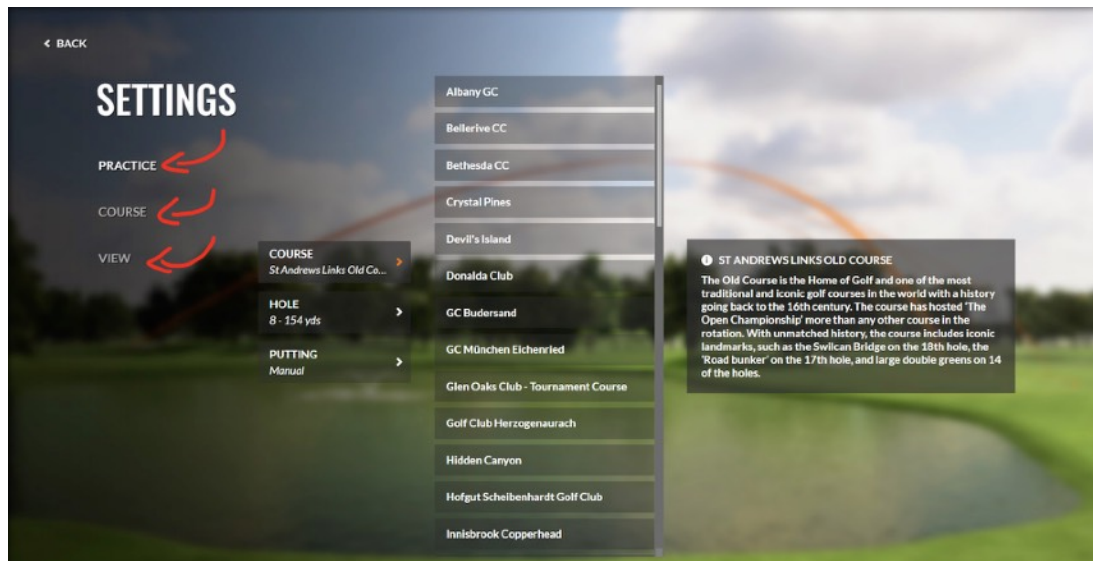 < BACK
SETTINGS
PRACTICE
COURSE
VIEW
COURSE
St Andrews Links Old Co...
HOLE
8 - 154 yds
PUTTING
Manual
Albany GC
Bellerive CC
Bethesda CC
Crystal Pines
Devil's Island
Donalda Club
GC Budersand
GC München Eichenried
Glen Oaks Club - Tournament Course
Golf Club Herzogenaurach
Hidden Canyon
Hofgut Scheibenhardt Golf Club
Innisbrook Copperhead
ST ANDREWS LINKS OLD COURSE
The Old Course is the Home of Golf and one of the most
traditional and iconic golf courses in the world with a history
going back to the 16th century. The course has hosted 'The
Open Championship' more than any other course in the
rotation. With unmatched history, the course includes iconic
landmarks, such as the Swilcan Bridge on the 18th hole, the
'Road bunker' on the 17th hole, and large double greens on 14
of the holes.